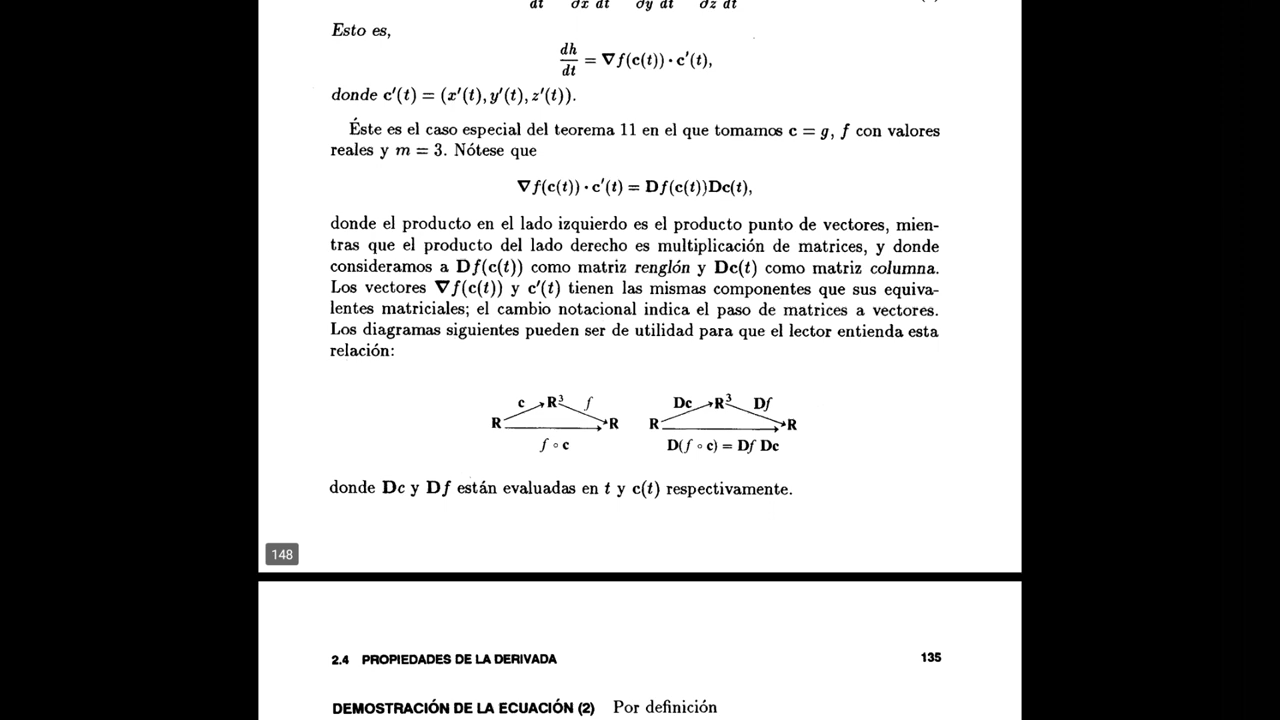 dt   ∂x dt   ∂y dt   ∂z dt
Esto es,
dh/dt = ∇f(c(t)) · c′(t),
donde c′(t) = (x′(t), y′(t), z′(t)).
Éste es el caso especial del teorema 11 en el que tomamos c = g, f con valores
reales y m = 3. Nótese que
∇f(c(t)) · c′(t) = Df(c(t))Dc(t),
donde el producto en el lado izquierdo es el producto punto de vectores, mien-
tras que el producto del lado derecho es multiplicación de matrices, y donde
consideramos a Df(c(t)) como matriz renglón y Dc(t) como matriz columna.
Los vectores ∇f(c(t)) y c′(t) tienen las mismas componentes que sus equiva-
lentes matriciales; el cambio notacional indica el paso de matrices a vectores.
Los diagramas siguientes pueden ser de utilidad para que el lector entienda esta
relación:
c R³ f Dc R³ Df
R R R R
f ∘ c D(f ∘ c) = Df Dc
donde Dc y Df están evaluadas en t y c(t) respectivamente.
148
2.4 PROPIEDADES DE LA DERIVADA 135
DEMOSTRACIÓN DE LA ECUACIÓN (2) Por definición